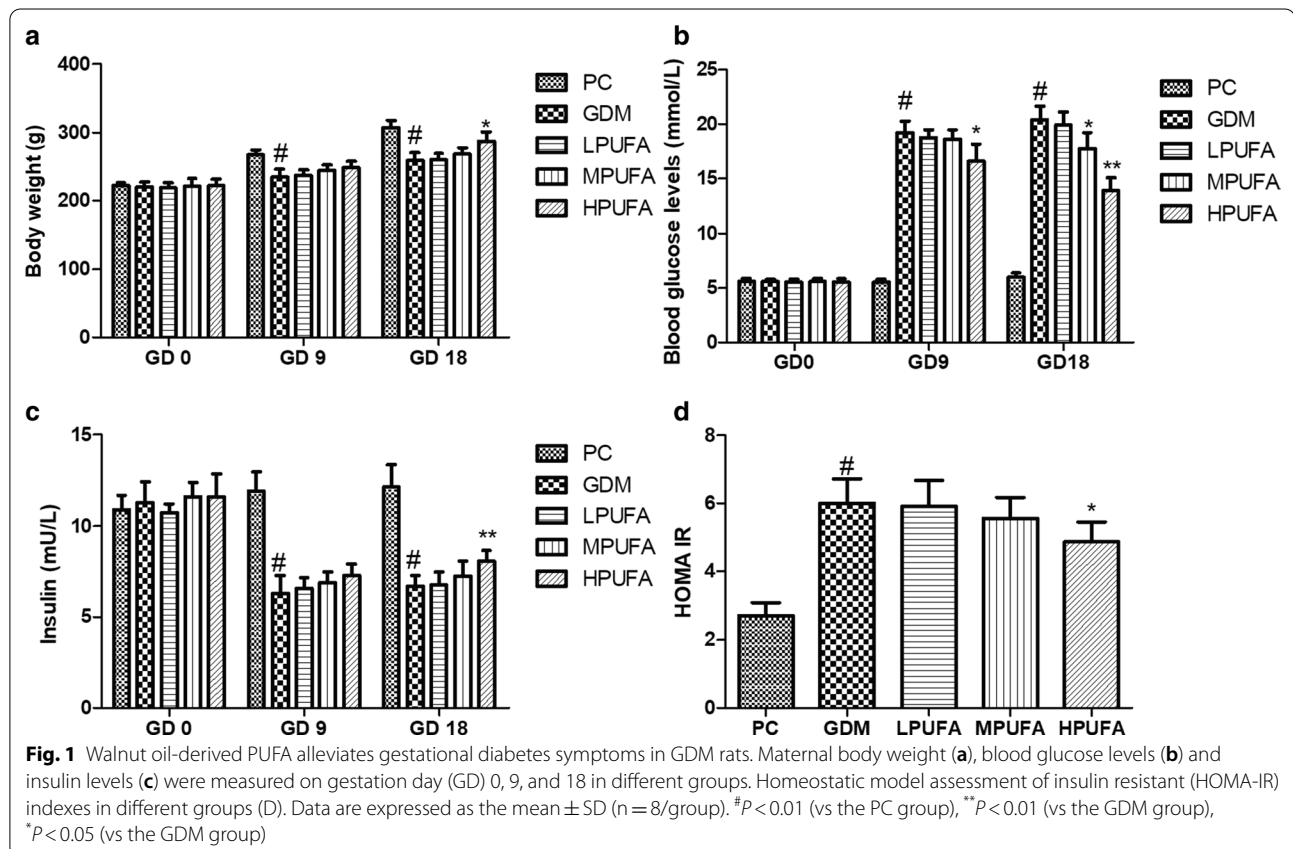 a
400
300
200
100
0
Body weight (g)
#
#
*
GD 0
GD 9
GD 18
PC
GDM
LPUFA
MPUFA
HPUFA
b
25
20
15
10
5
0
Blood glucose levels (mmol/L)
#
*
#
*
**
GD0
GD9
GD18
PC
GDM
LPUFA
MPUFA
HPUFA
c
15
10
5
0
Insulin (mU/L)
#
#
**
GD 0
GD 9
GD 18
PC
GDM
LPUFA
MPUFA
HPUFA
d
8
6
4
2
0
HOMA IR
#
*
PC
GDM
LPUFA
MPUFA
HPUFA
Fig. 1 Walnut oil-derived PUFA alleviates gestational diabetes symptoms in GDM rats. Maternal body weight (a), blood glucose levels (b) and
insulin levels (c) were measured on gestation day (GD) 0, 9, and 18 in different groups. Homeostatic model assessment of insulin resistant (HOMA-IR)
indexes in different groups (D). Data are expressed as the mean ± SD (n = 8/group). #P < 0.01 (vs the PC group), **P < 0.01 (vs the GDM group),
*P < 0.05 (vs the GDM group)